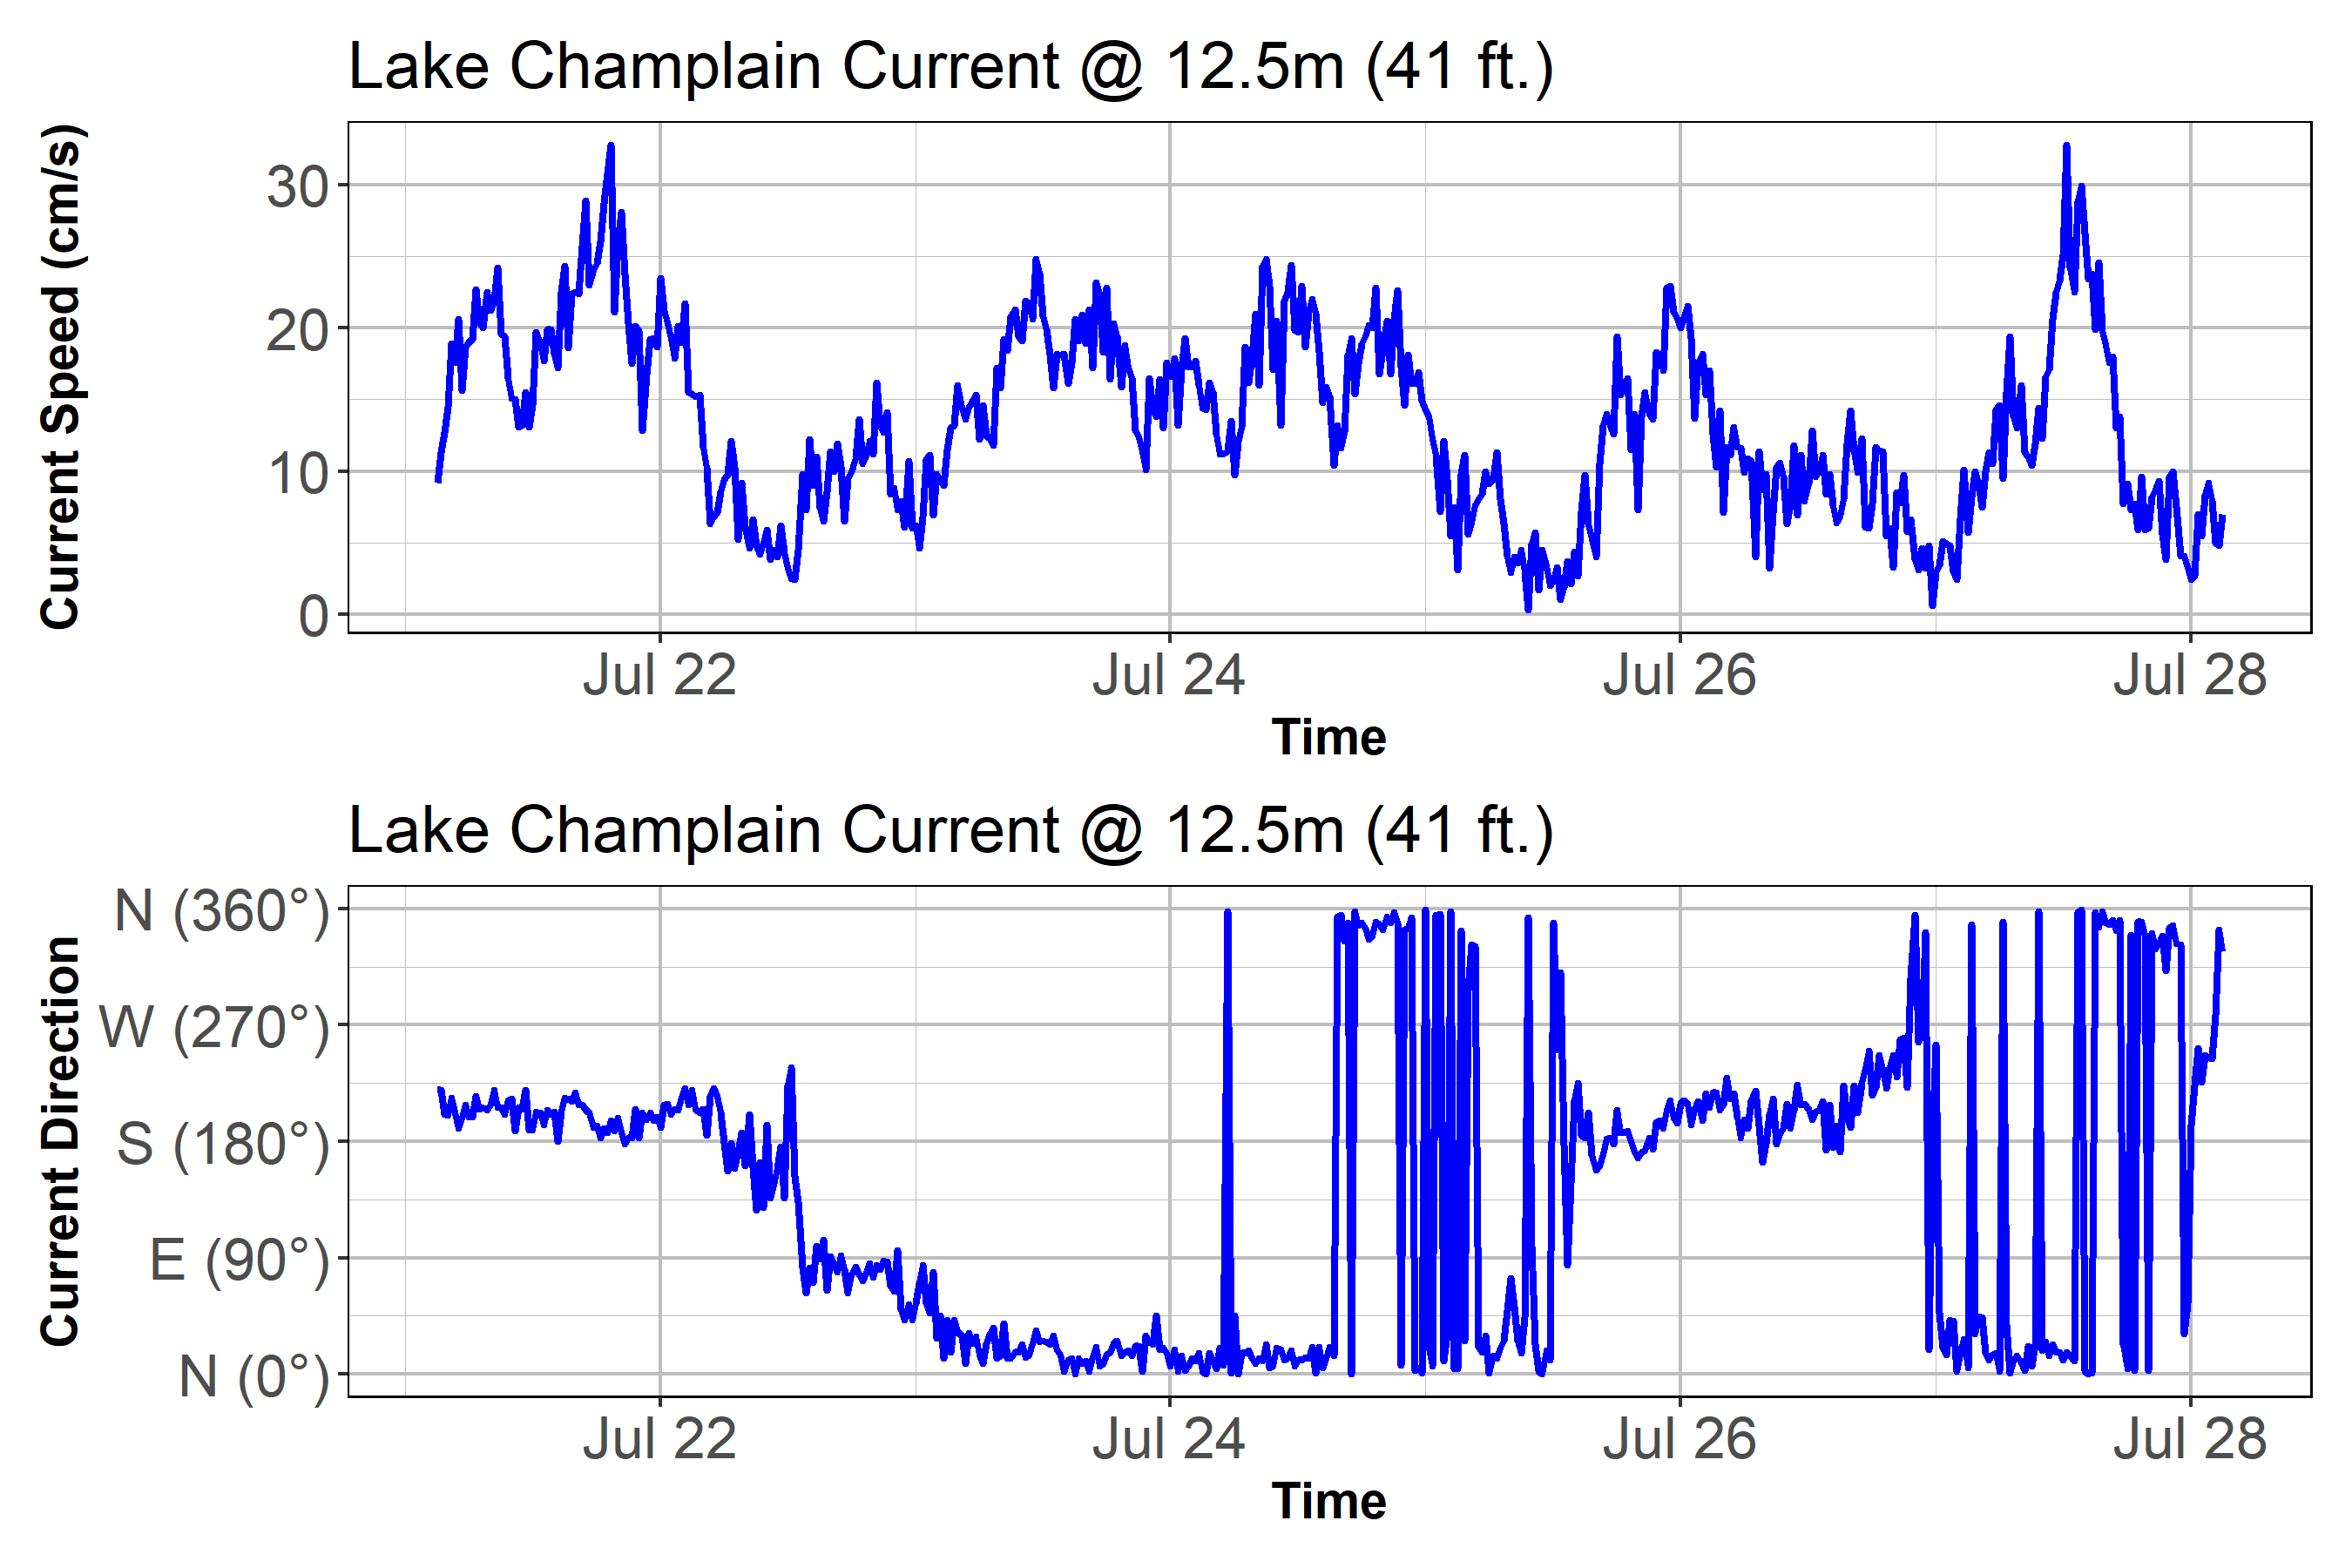 Lake Champlain Current @ 12.5m (41 ft.)
Current Speed (cm/s)
30
20
10
0
Jul 22 Jul 24 Jul 26 Jul 28
Time
Lake Champlain Current @ 12.5m (41 ft.)
Current Direction
N (360°)
W (270°)
S (180°)
E (90°)
N (0°)
Jul 22 Jul 24 Jul 26 Jul 28
Time